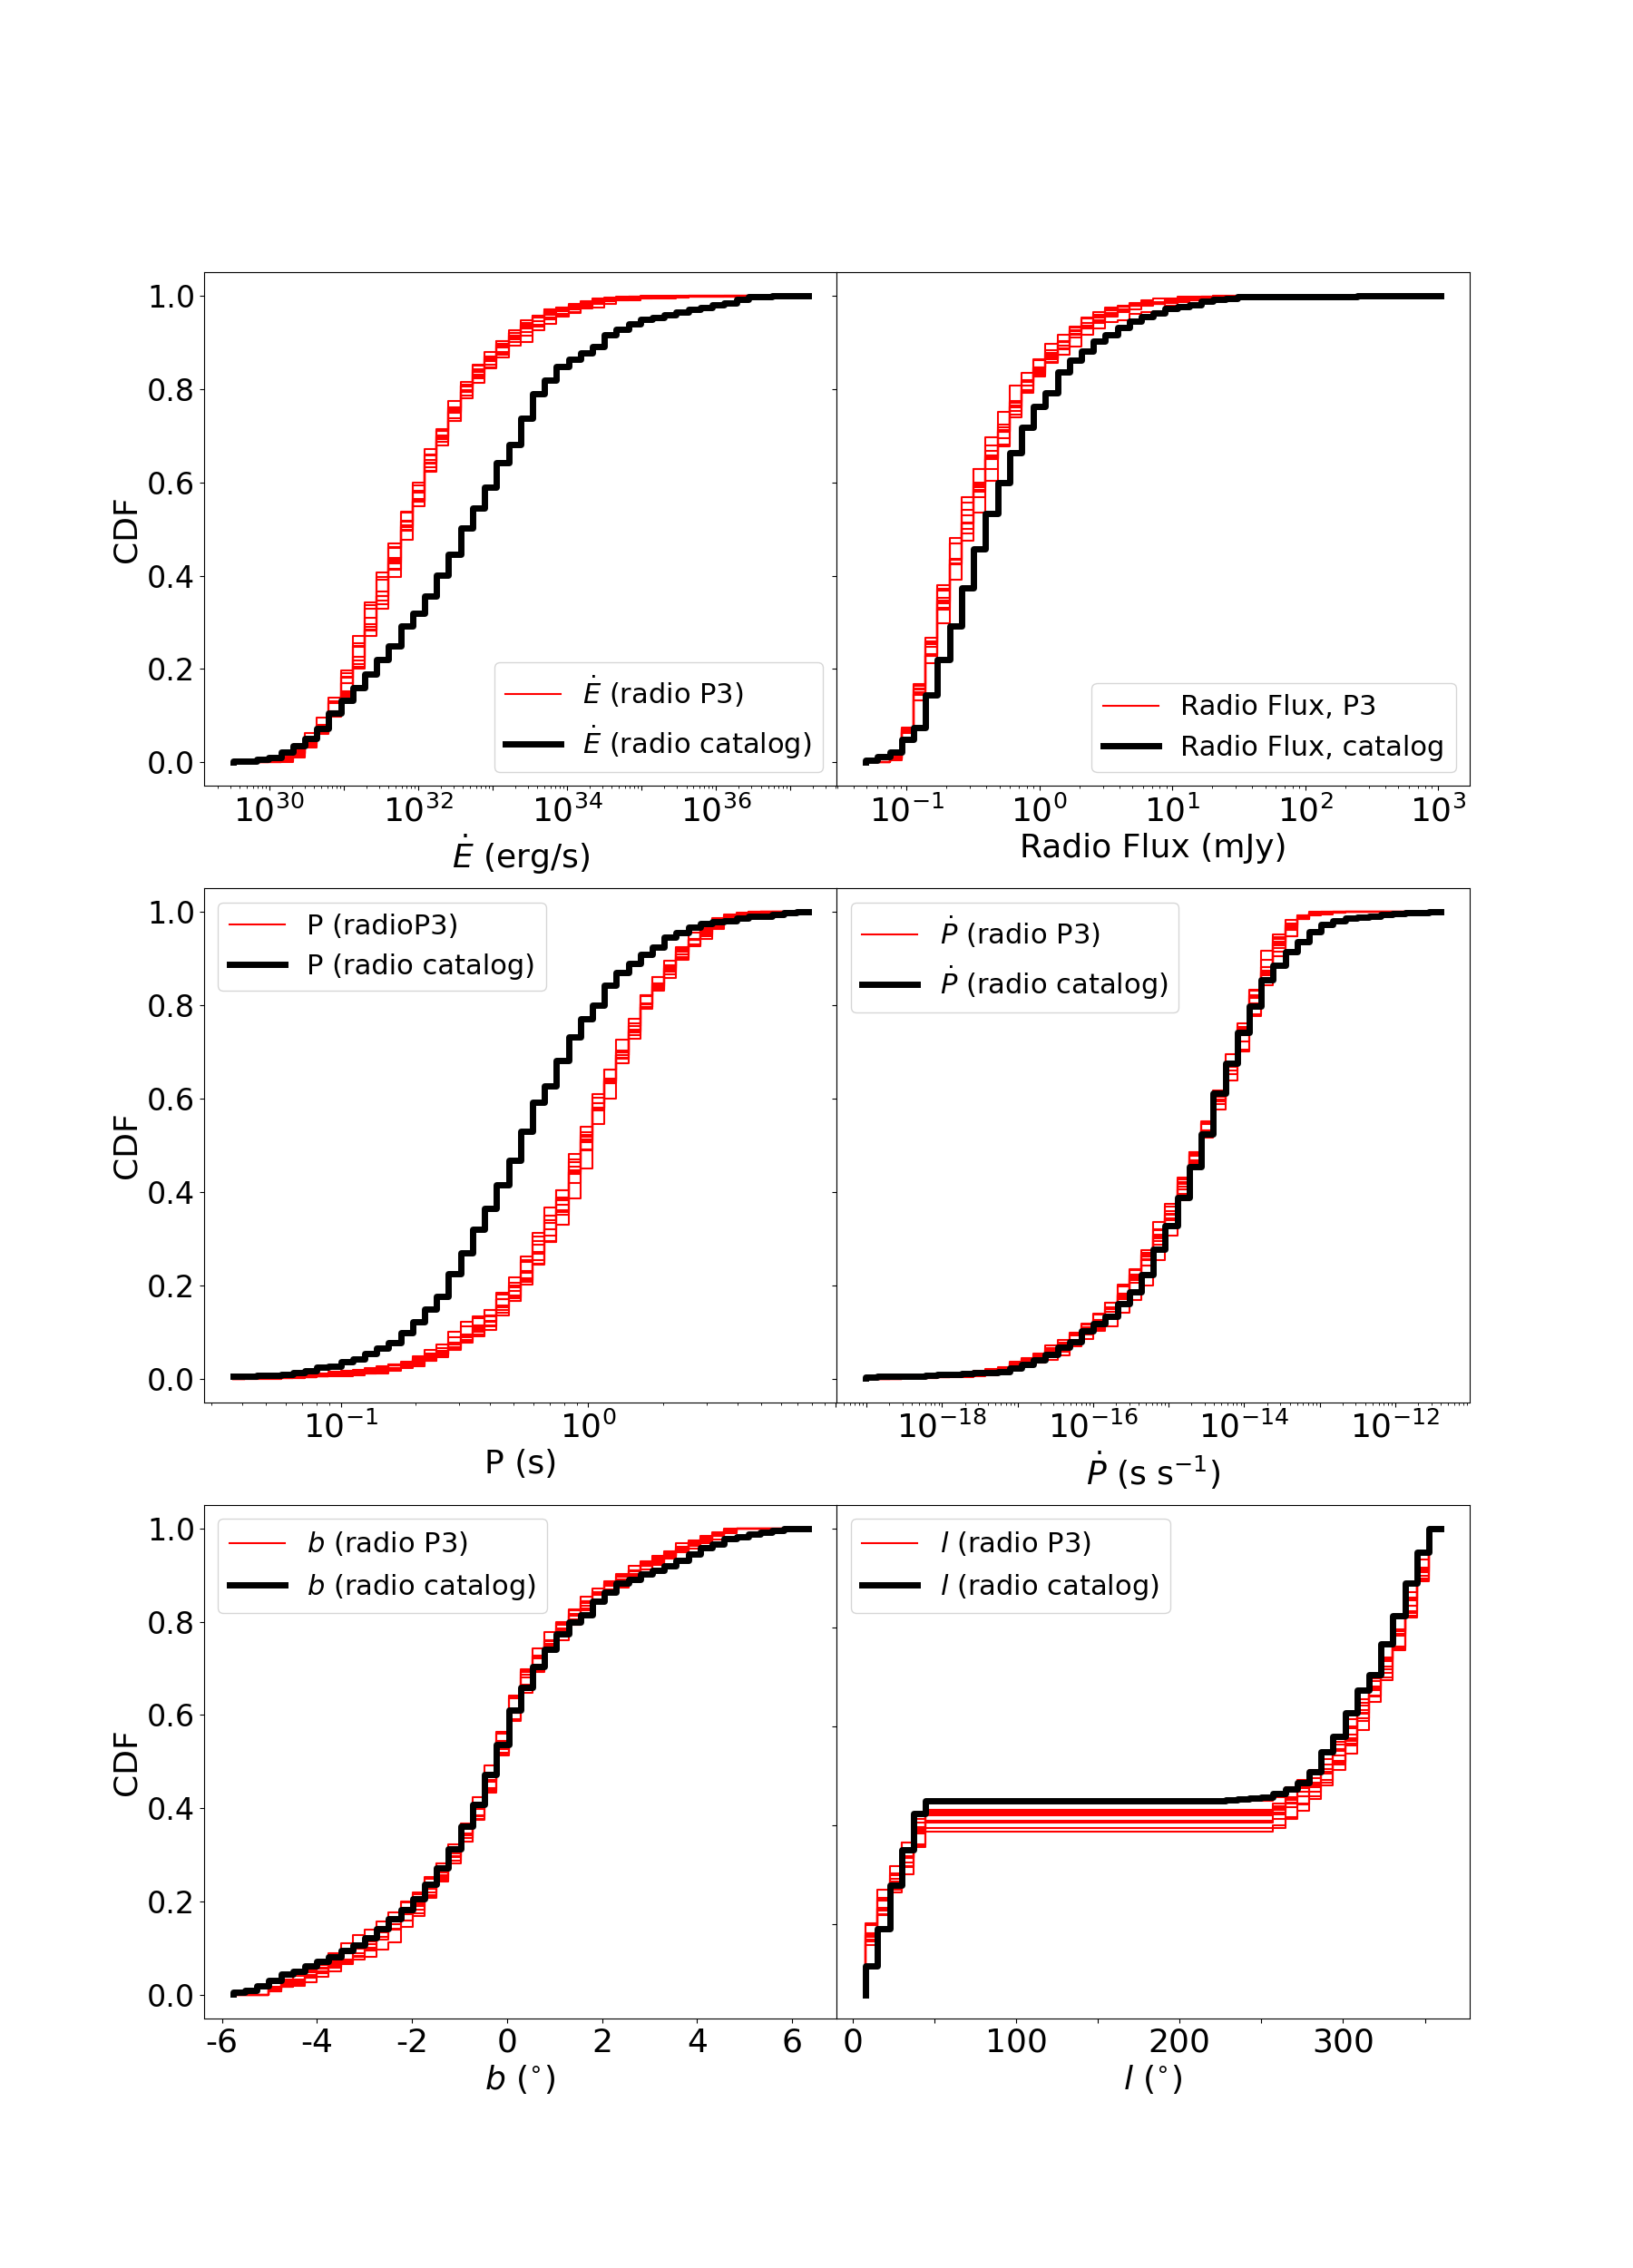 1.0
0.8
0.6
0.4
0.2
0.0
CDF
Ė (radio P3)
Ė (radio catalog)
10^30 10^32 10^34 10^36
Ė (erg/s)
Radio Flux, P3
Radio Flux, catalog
10^−1 10^0 10^1 10^2 10^3
Radio Flux (mJy)
1.0
0.8
0.6
0.4
0.2
0.0
CDF
P (radioP3)
P (radio catalog)
10^−1 10^0
P (s)
Ṗ (radio P3)
Ṗ (radio catalog)
10^−18 10^−16 10^−14 10^−12
Ṗ (s s^−1)
1.0
0.8
0.6
0.4
0.2
0.0
CDF
b (radio P3)
b (radio catalog)
-6 -4 -2 0 2 4 6
b (°)
l (radio P3)
l (radio catalog)
0 100 200 300
l (°)